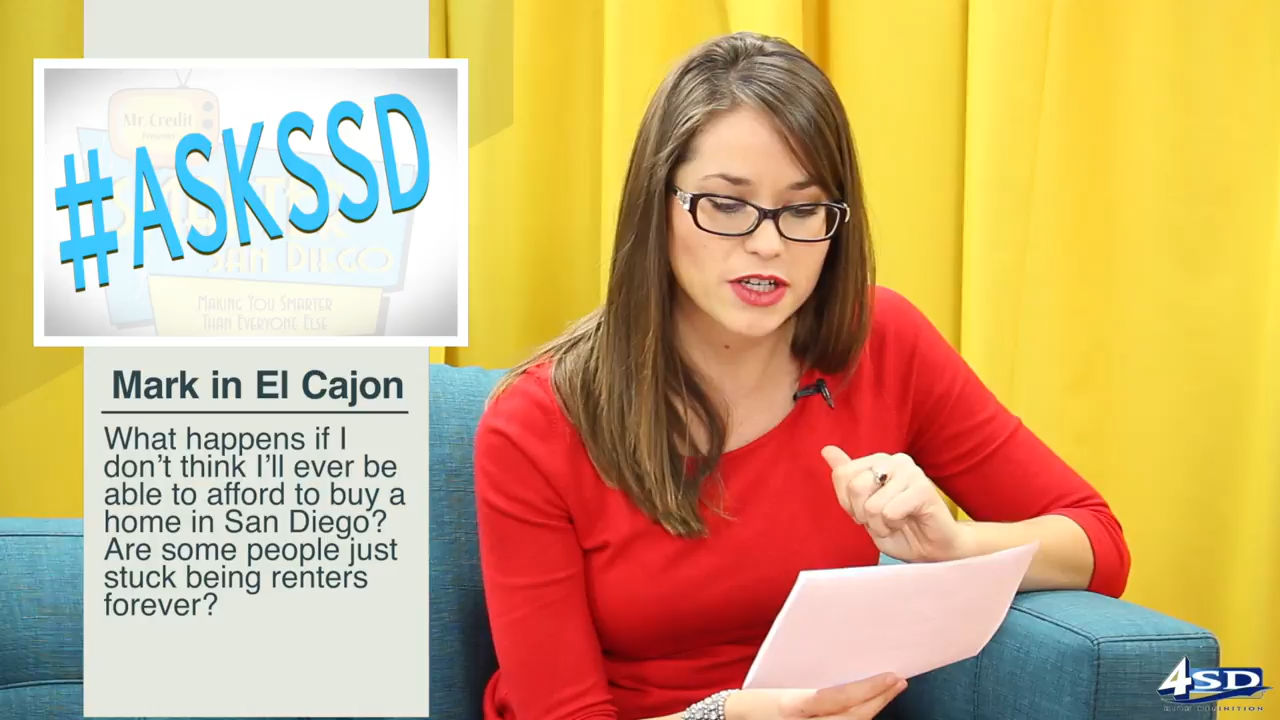 Mr Credit
#ASKSSD
SAN DIEGO
MAKING YOU SMARTER
THAN EVERYONE ELSE
Mark in El Cajon
What happens if I
don't think I'll ever be
able to afford to buy a
home in San Diego?
Are some people just
stuck being renters
forever?
4SD
HIGH DEFINITION